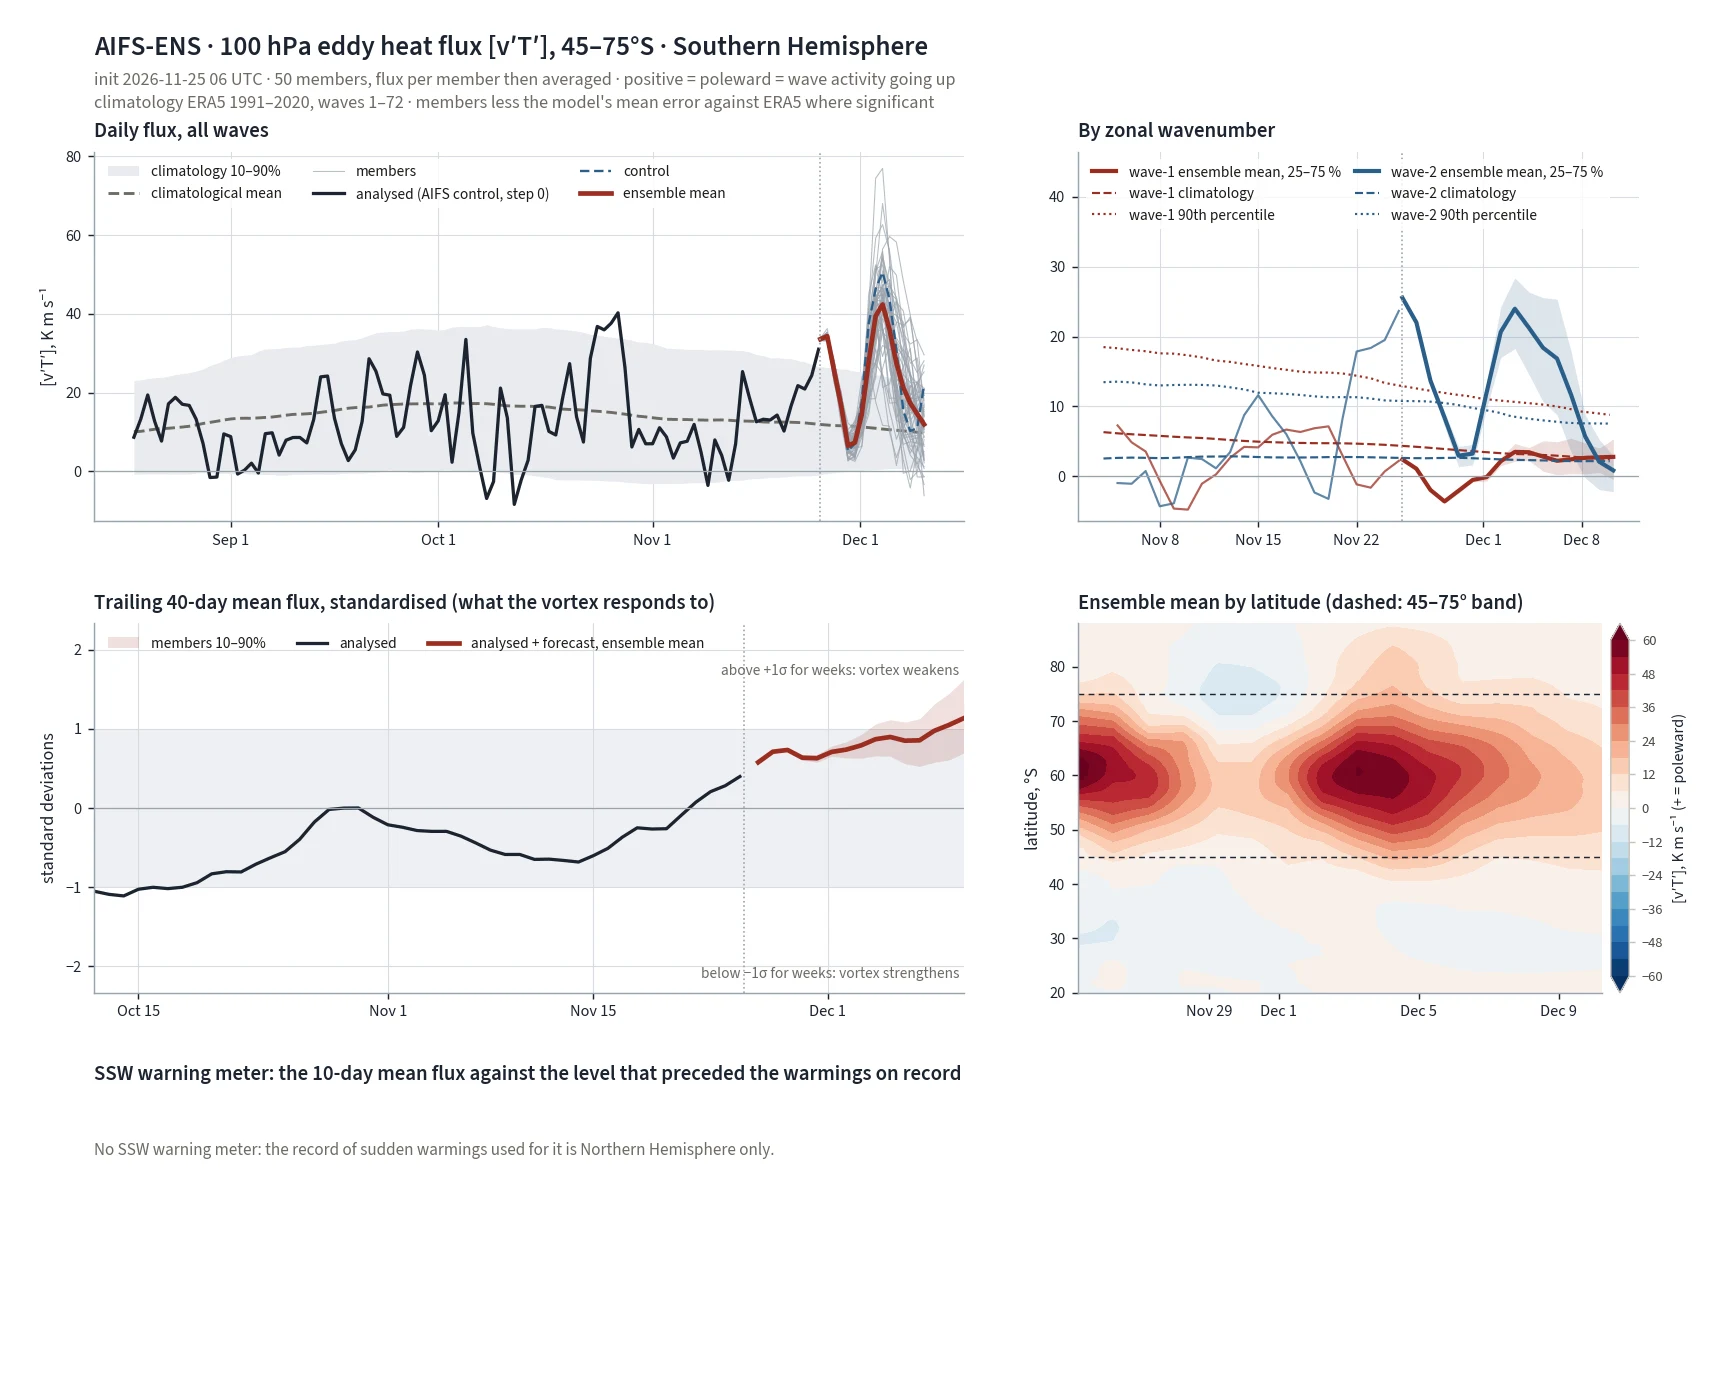 AIFS-ENS · 100 hPa eddy heat flux [v′T′], 45–75°S · Southern Hemisphere
init 2026-11-25 06 UTC · 50 members, flux per member then averaged · positive = poleward = wave activity going up
climatology ERA5 1991–2020, waves 1–72 · members less the model's mean error against ERA5 where significant
Daily flux, all waves
climatology 10–90%
climatological mean
members
analysed (AIFS control, step 0)
control
ensemble mean
[v′T′], K m s⁻¹
80
60
40
20
0
Sep 1
Oct 1
Nov 1
Dec 1
By zonal wavenumber
wave-1 ensemble mean, 25–75 %
wave-1 climatology
wave-1 90th percentile
wave-2 ensemble mean, 25–75 %
wave-2 climatology
wave-2 90th percentile
40
30
20
10
0
Nov 8
Nov 15
Nov 22
Dec 1
Dec 8
Trailing 40-day mean flux, standardised (what the vortex responds to)
members 10–90%
analysed
analysed + forecast, ensemble mean
above +1σ for weeks: vortex weakens
below −1σ for weeks: vortex strengthens
standard deviations
2
1
0
−1
−2
Oct 15
Nov 1
Nov 15
Dec 1
Ensemble mean by latitude (dashed: 45–75° band)
latitude, °S
80
70
60
50
40
30
20
Nov 29
Dec 1
Dec 5
Dec 9
60
48
36
24
12
0
−12
−24
−36
−48
−60
[v′T′], K m s⁻¹ (+ = poleward)
SSW warning meter: the 10-day mean flux against the level that preceded the warmings on record
No SSW warning meter: the record of sudden warmings used for it is Northern Hemisphere only.